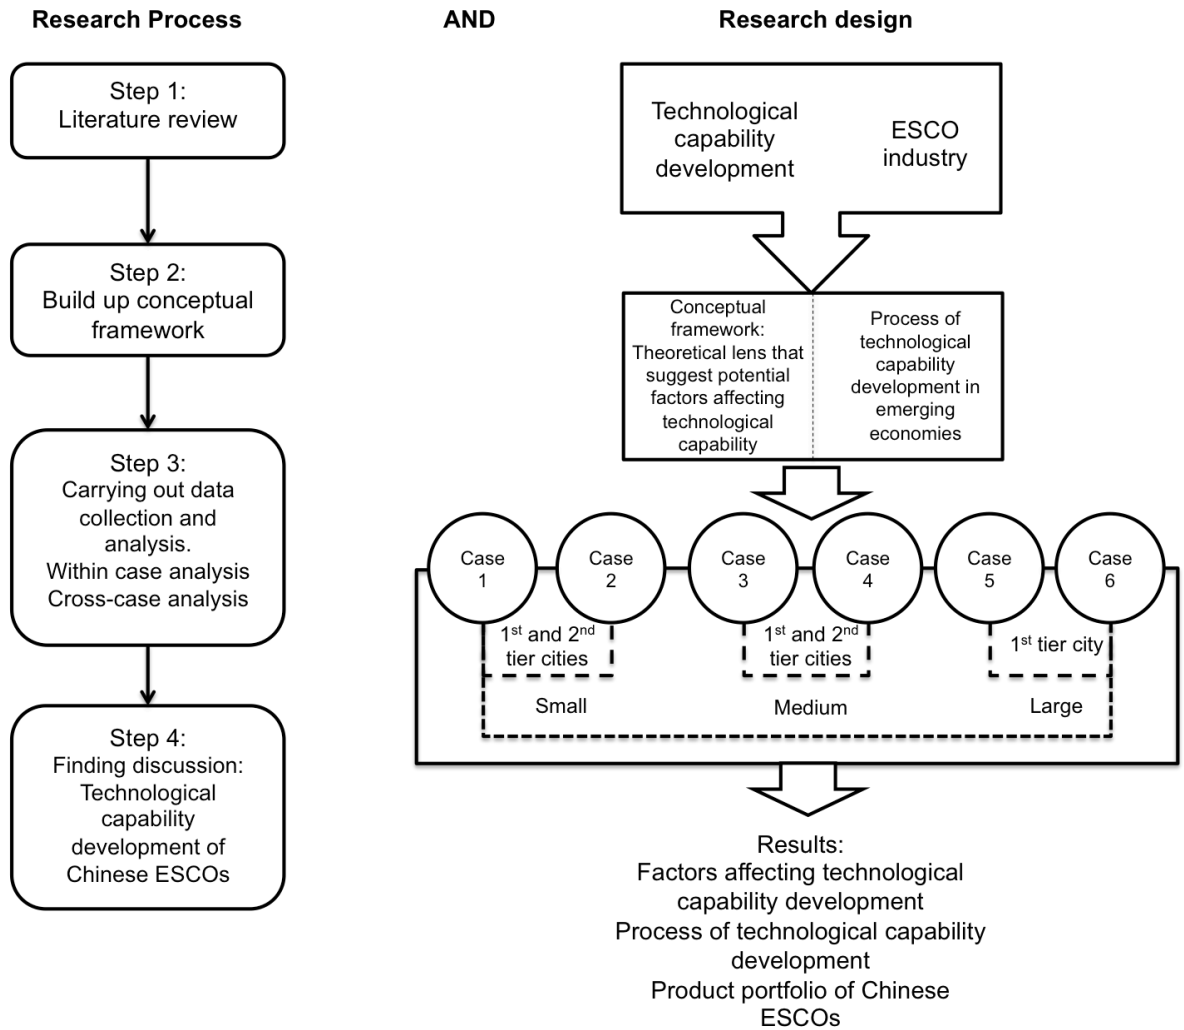 Research Process
AND
Research design
Step 1:
Literature review
Step 2:
Build up conceptual
framework
Step 3:
Carrying out data
collection and
analysis.
Within case analysis
Cross-case analysis
Step 4:
Finding discussion:
Technological
capability
development of
Chinese ESCOs
Technological
capability
development
ESCO
industry
Conceptual
framework:
Theoretical lens that
suggest potential
factors affecting
technological
capability
Process of
technological
capability
development in
emerging
economies
Case
1
Case
2
Case
3
Case
4
Case
5
Case
6
1st and 2nd
tier cities
1st and 2nd
tier cities
1st tier city
Small
Medium
Large
Results:
Factors affecting technological
capability development
Process of technological capability
development
Product portfolio of Chinese
ESCOs